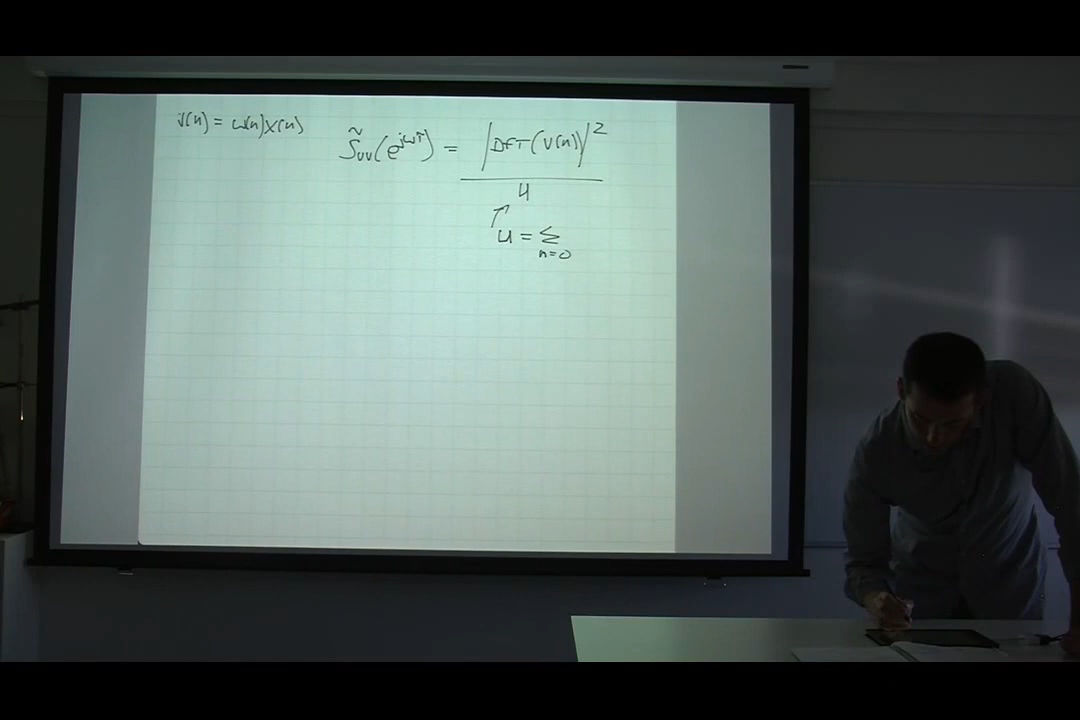 v(n) = w(n)x(n)
S̃vv(e^jωT) = |DFT(v(n))|² / U
U = Σ n=0